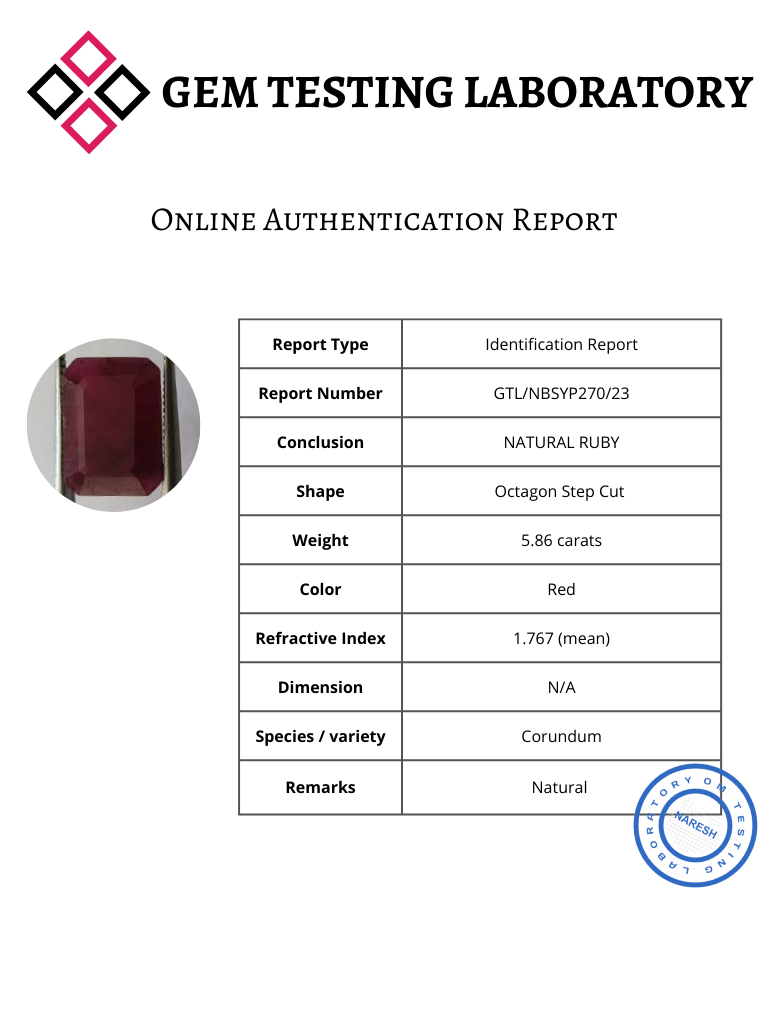 GEM TESTING LABORATORY
Online Authentication Report
Report Type Identification Report
Report Number GTL/NBSYP270/23
Conclusion NATURAL RUBY
Shape Octagon Step Cut
Weight 5.86 carats
Color Red
Refractive Index 1.767 (mean)
Dimension N/A
Species / variety Corundum
Remarks Natural
OM TESTING LABORATORY
NARESH